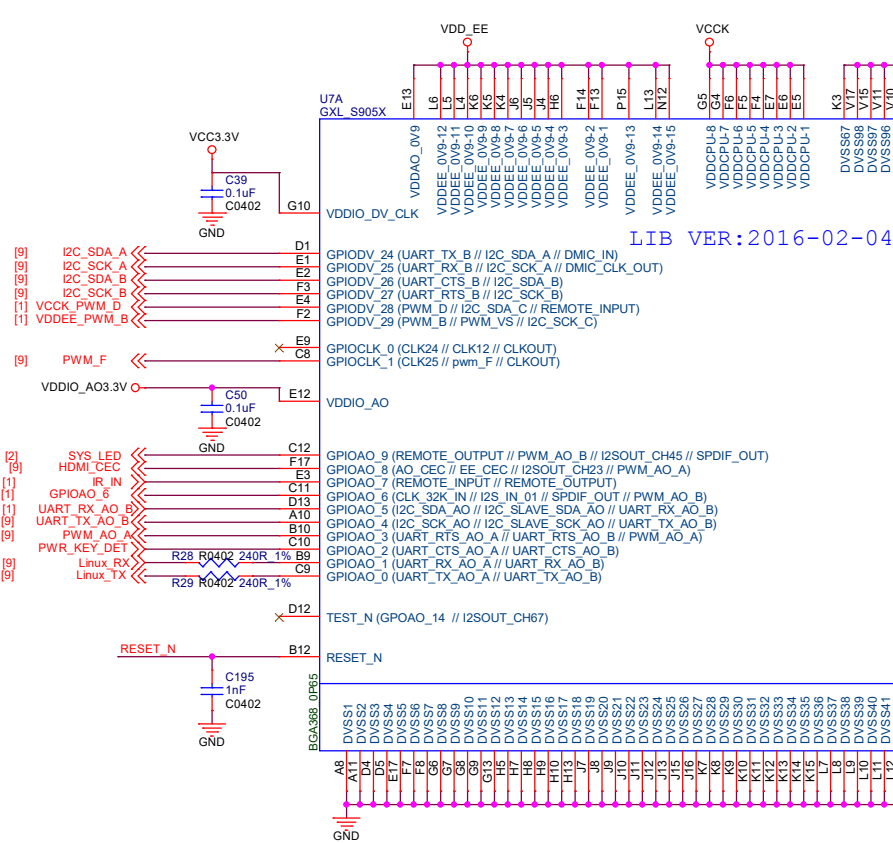 VDD_EE
VCCK
U7A
GXL_S905X
E13
L6
L5
L4
K6
K5
K4
J6
J5
J4
H6
F14
F13
P15
L13
N12
G5
G4
F6
F5
F4
E7
E6
E5
K3
V17
V15
V11
V10
VDDAO_0V9
VDDEE_0V9-12
VDDEE_0V9-11
VDDEE_0V9-10
VDDEE_0V9-9
VDDEE_0V9-8
VDDEE_0V9-7
VDDEE_0V9-6
VDDEE_0V9-5
VDDEE_0V9-4
VDDEE_0V9-3
VDDEE_0V9-2
VDDEE_0V9-1
VDDEE_0V9-13
VDDEE_0V9-14
VDDEE_0V9-15
VDDCPU-8
VDDCPU-7
VDDCPU-6
VDDCPU-5
VDDCPU-4
VDDCPU-3
VDDCPU-2
VDDCPU-1
DVSS67
DVSS98
DVSS97
DVSS96
VCC3.3V
C39
0.1uF
C0402
GND
G10 VDDIO_DV_CLK
LIB VER:2016-02-04
[9] I2C_SDA_A D1 GPIODV_24 (UART_TX_B // I2C_SDA_A // DMIC_IN)
[9] I2C_SCK_A E1 GPIODV_25 (UART_RX_B // I2C_SCK_A // DMIC_CLK_OUT)
[9] I2C_SDA_B E2 GPIODV_26 (UART_CTS_B // I2C_SDA_B)
[9] I2C_SCK_B F3 GPIODV_27 (UART_RTS_B // I2C_SCK_B)
[1] VCCK_PWM_D E4 GPIODV_28 (PWM_D // I2C_SDA_C // REMOTE_INPUT)
[1] VDDEE_PWM_B F2 GPIODV_29 (PWM_B // PWM_VS // I2C_SCK_C)
E9 GPIOCLK_0 (CLK24 // CLK12 // CLKOUT)
[9] PWM_F C8 GPIOCLK_1 (CLK25 // pwm_F // CLKOUT)
VDDIO_AO3.3V
C50
0.1uF
C0402
GND
E12 VDDIO_AO
[2] SYS_LED C12 GPIOAO_9 (REMOTE_OUTPUT // PWM_AO_B // I2SOUT_CH45 // SPDIF_OUT)
[9] HDMI_CEC F17 GPIOAO_8 (AO_CEC // EE_CEC // I2SOUT_CH23 // PWM_AO_A)
[1] IR_IN E3 GPIOAO_7 (REMOTE_INPUT // REMOTE_OUTPUT)
[1] GPIOAO_6 C11 GPIOAO_6 (CLK_32K_IN // I2S_IN_01 // SPDIF_OUT // PWM_AO_B)
[1] UART_RX_AO_B D13 GPIOAO_5 (I2C_SDA_AO // I2C_SLAVE_SDA_AO // UART_RX_AO_B)
[9] UART_TX_AO_B A10 GPIOAO_4 (I2C_SCK_AO // I2C_SLAVE_SCK_AO // UART_TX_AO_B)
[9] PWM_AO_A B10 GPIOAO_3 (UART_RTS_AO_A // UART_RTS_AO_B // PWM_AO_A)
PWR_KEY_DET C10 GPIOAO_2 (UART_CTS_AO_A // UART_CTS_AO_B)
[9] Linux_RX R28 R0402 240R_1% B9 GPIOAO_1 (UART_RX_AO_A // UART_RX_AO_B)
[9] Linux_TX R29 R0402 240R_1% C9 GPIOAO_0 (UART_TX_AO_A // UART_TX_AO_B)
D12 TEST_N (GPOAO_14 // I2SOUT_CH67)
RESET_N B12 RESET_N
C195
1nF
C0402
GND
BGA368_0P65
DVSS1
DVSS2
DVSS3
DVSS4
DVSS5
DVSS6
DVSS7
DVSS8
DVSS9
DVSS10
DVSS11
DVSS12
DVSS13
DVSS14
DVSS15
DVSS16
DVSS17
DVSS18
DVSS19
DVSS20
DVSS21
DVSS22
DVSS23
DVSS24
DVSS25
DVSS26
DVSS27
DVSS28
DVSS29
DVSS30
DVSS31
DVSS32
DVSS33
DVSS34
DVSS35
DVSS36
DVSS37
DVSS38
DVSS39
DVSS40
DVSS41
A8
A11
D4
D5
E17
F7
F8
G6
G7
G8
G9
G13
H5
H7
H8
H9
H10
H13
J7
J8
J9
J10
J11
J12
J13
J15
J16
K7
K8
K9
K10
K11
K12
K13
K14
K15
L7
L8
L9
L10
L11
L12
GND